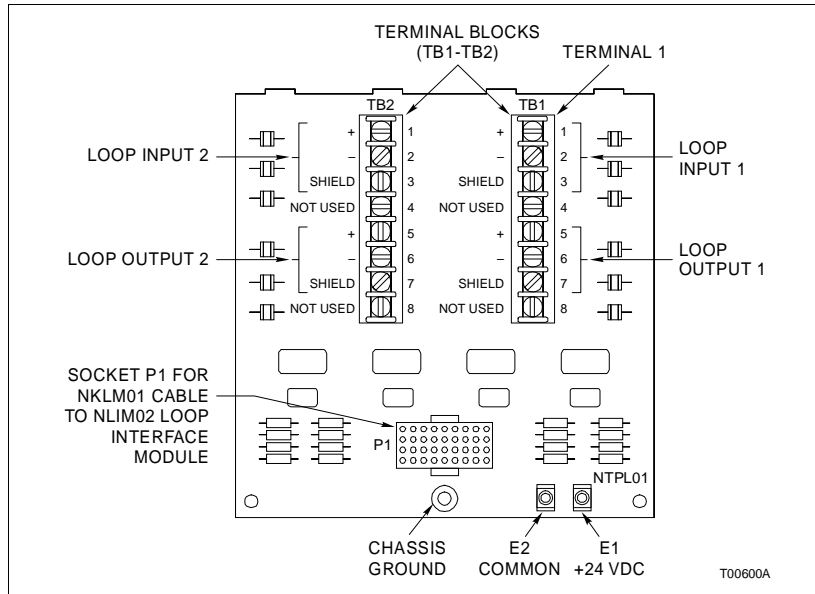 TERMINAL BLOCKS
(TB1-TB2)
TERMINAL 1
TB2
TB1
LOOP INPUT 2
+
1
–
2
SHIELD
3
NOT USED
4
LOOP OUTPUT 2
+
5
–
6
SHIELD
7
NOT USED
8
+
1
–
2
SHIELD
3
NOT USED
4
LOOP
INPUT 1
+
5
–
6
SHIELD
7
NOT USED
8
LOOP
OUTPUT 1
SOCKET P1 FOR
NKLM01 CABLE
TO NLIM02 LOOP
INTERFACE
MODULE
P1
NTPL01
CHASSIS
GROUND
E2
COMMON
E1
+24 VDC
T00600A